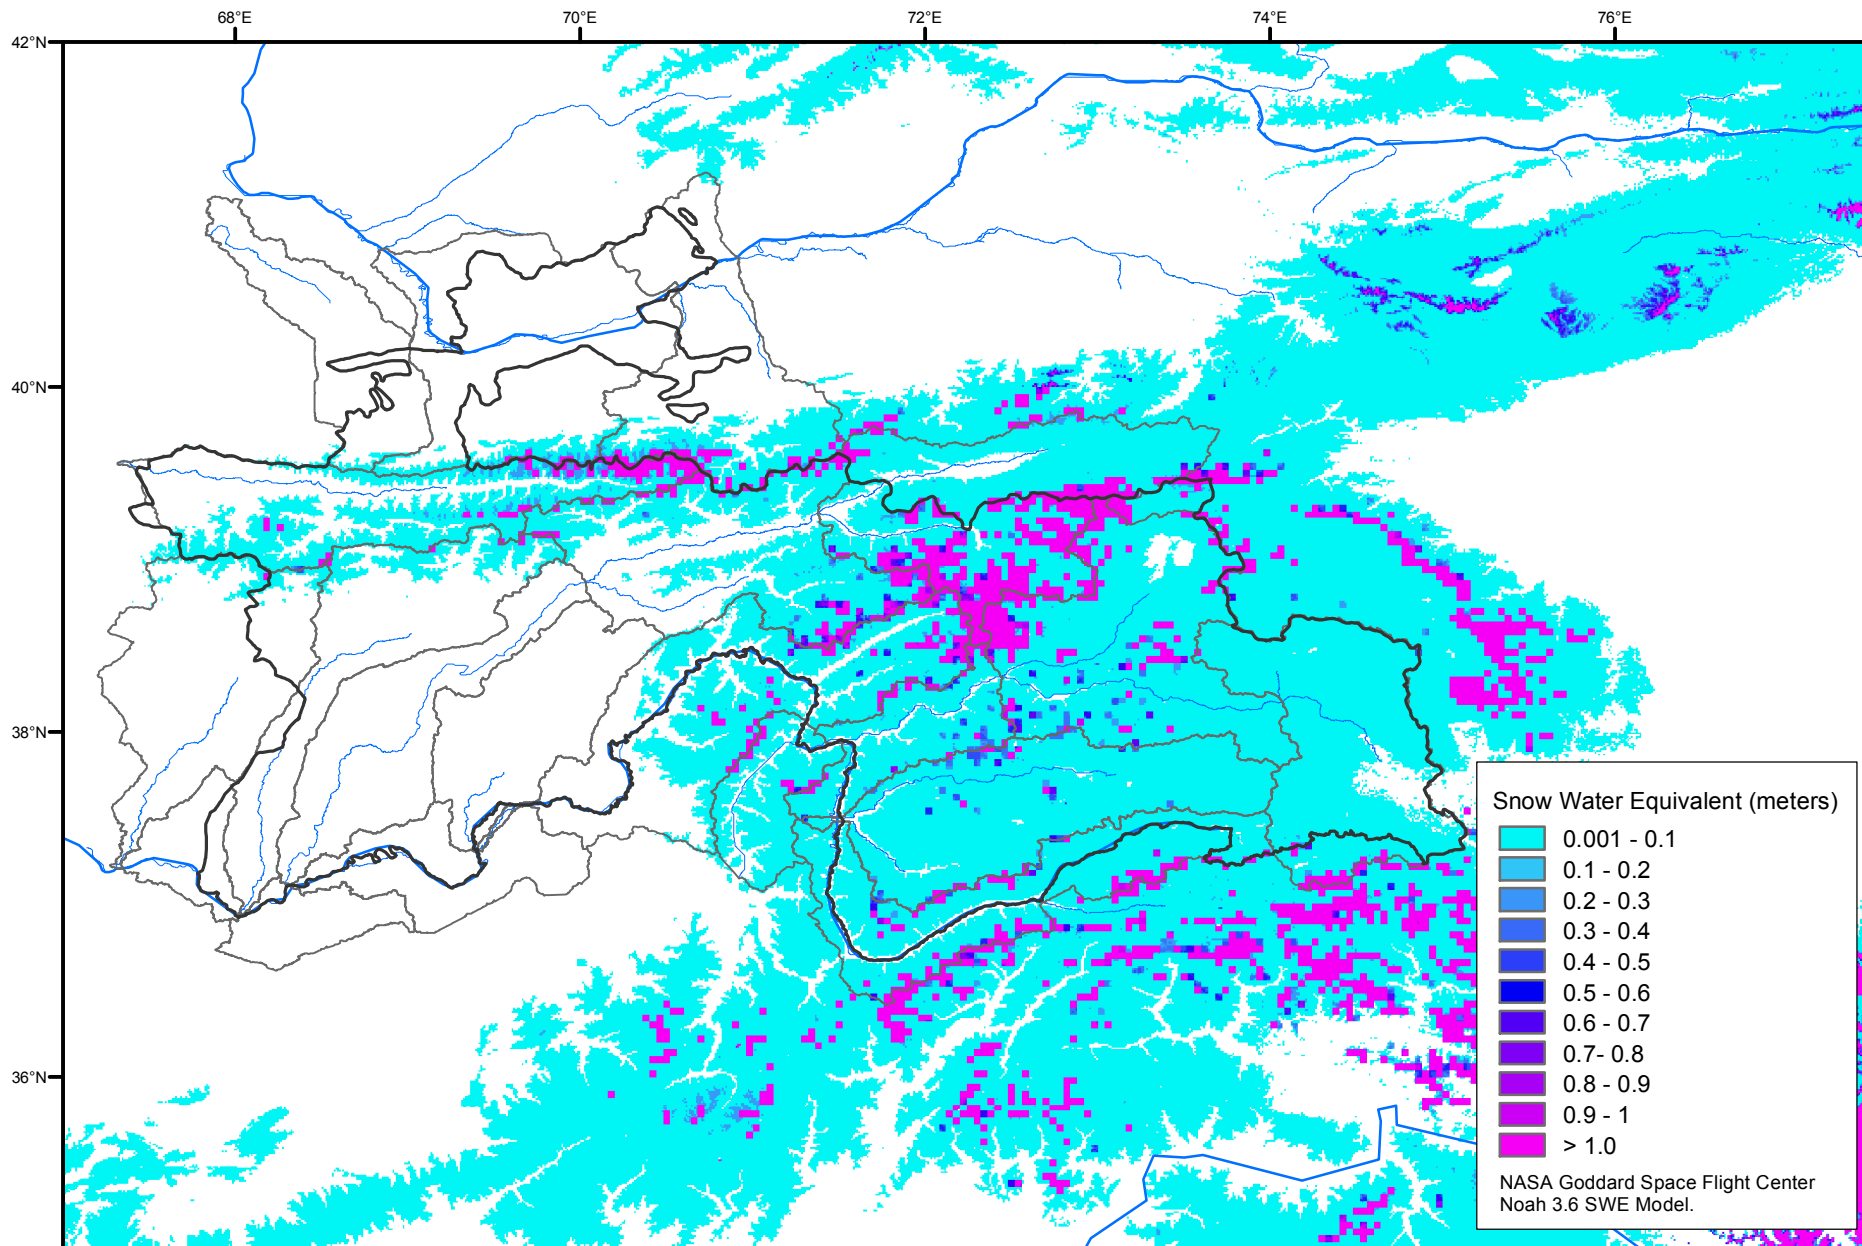 68°E 70°E 72°E 74°E 76°E
42°N
40°N
38°N
36°N
Snow Water Equivalent (meters)
0.001 - 0.1
0.1 - 0.2
0.2 - 0.3
0.3 - 0.4
0.4 - 0.5
0.5 - 0.6
0.6 - 0.7
0.7- 0.8
0.8 - 0.9
0.9 - 1
> 1.0
NASA Goddard Space Flight Center
Noah 3.6 SWE Model.